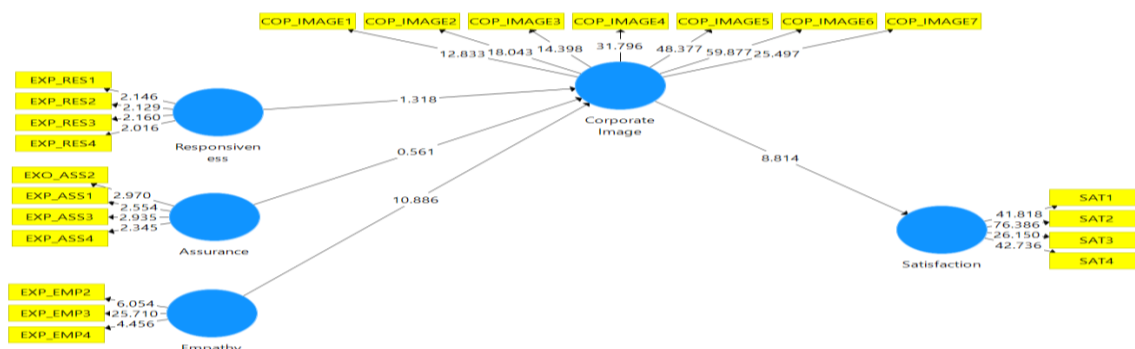 COP_IMAGE1 COP_IMAGE2 COP_IMAGE3 COP_IMAGE4 COP_IMAGE5 COP_IMAGE6 COP_IMAGE7
12.833 18.043 14.398 31.796 48.377 59.877 25.497
EXP_RES1
EXP_RES2
EXP_RES3
EXP_RES4
2.146
2.129
2.160
2.016
Responsiven
ess
1.318
Corporate
Image
EXO_ASS2
EXP_ASS1
EXP_ASS3
EXP_ASS4
2.970
2.554
2.935
2.345
Assurance
0.561
8.814
EXP_EMP2
EXP_EMP3
EXP_EMP4
6.054
25.710
4.456
Empathy
10.886
Satisfaction
41.818
76.386
26.150
42.736
SAT1
SAT2
SAT3
SAT4